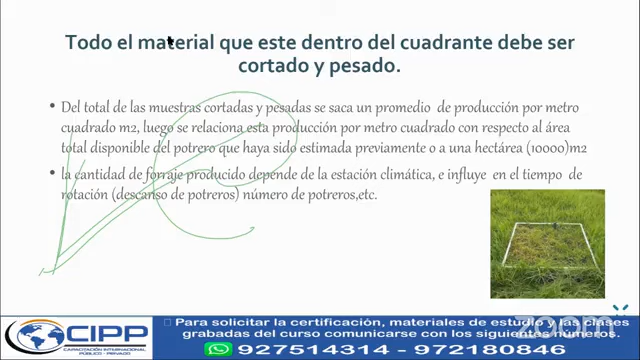 Todo el material que este dentro del cuadrante debe ser
cortado y pesado.
Del total de las muestras cortadas y pesadas se saca un promedio de producción por metro
cuadrado m2, luego se relaciona esta producción por metro cuadrado con respecto al área
total disponible del potrero que haya sido estimada previamente o a una hectárea (10000)m2
la cantidad de forraje producido depende de la estación climática, e influye en el tiempo de
rotación (descanso de potreros) número de potreros,etc.
zoom
CIPP
CAPACITACIÓN INTERNACIONAL
PÚBLICO - PRIVADO
Para solicitar la certificación, materiales de estudio y las clases
grabadas del curso comunicarse con los siguientes números.
927514314 - 972180846